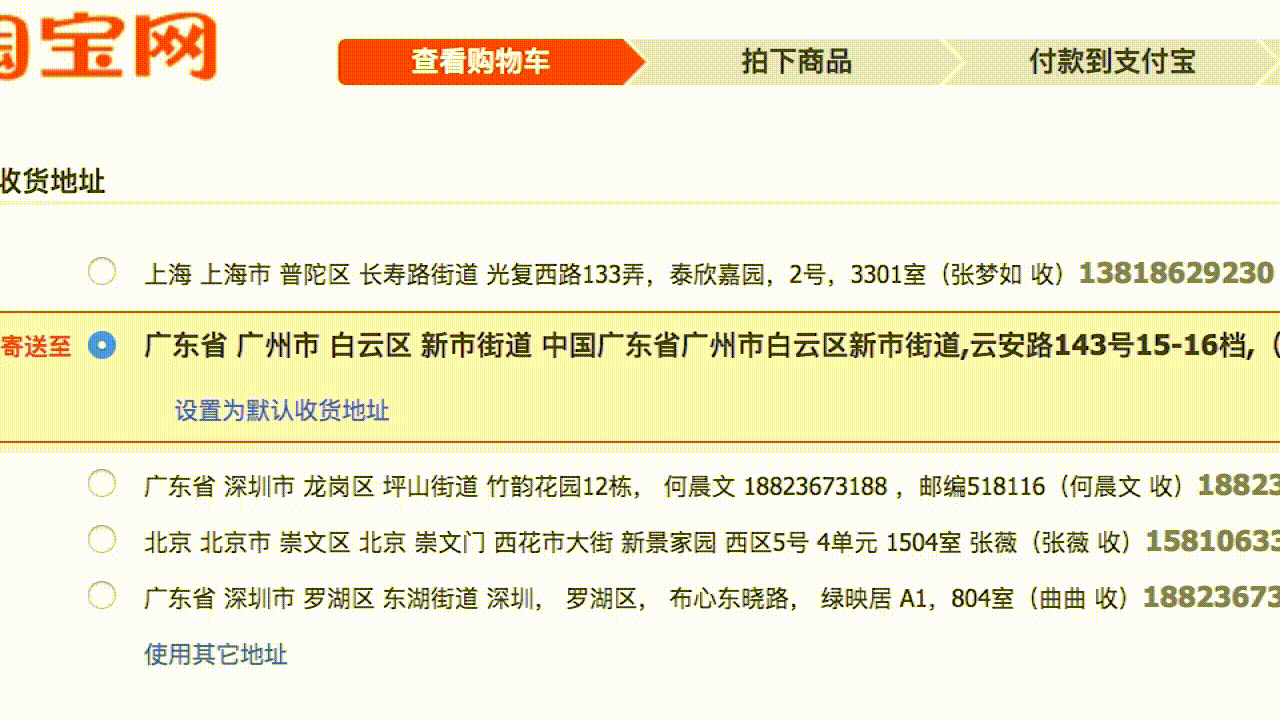 淘宝网
查看购物车 拍下商品 付款到支付宝
收货地址
上海 上海市 普陀区 长寿路街道 光复西路133弄，泰欣嘉园，2号，3301室（张梦如 收）13818629230
寄送至 广东省 广州市 白云区 新市街道 中国广东省广州市白云区新市街道,云安路143号15-16档,（
设置为默认收货地址
广东省 深圳市 龙岗区 坪山街道 竹韵花园12栋， 何晨文 18823673188 ，邮编518116（何晨文 收）18823
北京 北京市 崇文区 北京 崇文门 西花市大街 新景家园 西区5号 4单元 1504室 张薇（张薇 收）15810633
广东省 深圳市 罗湖区 东湖街道 深圳， 罗湖区， 布心东晓路， 绿映居 A1，804室（曲曲 收）18823673
使用其它地址